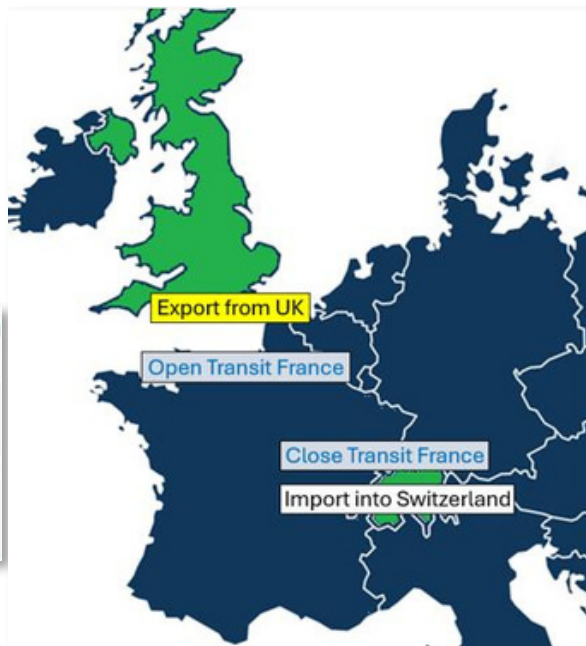 Export from UK
Open Transit France
Close Transit France
Import into Switzerland